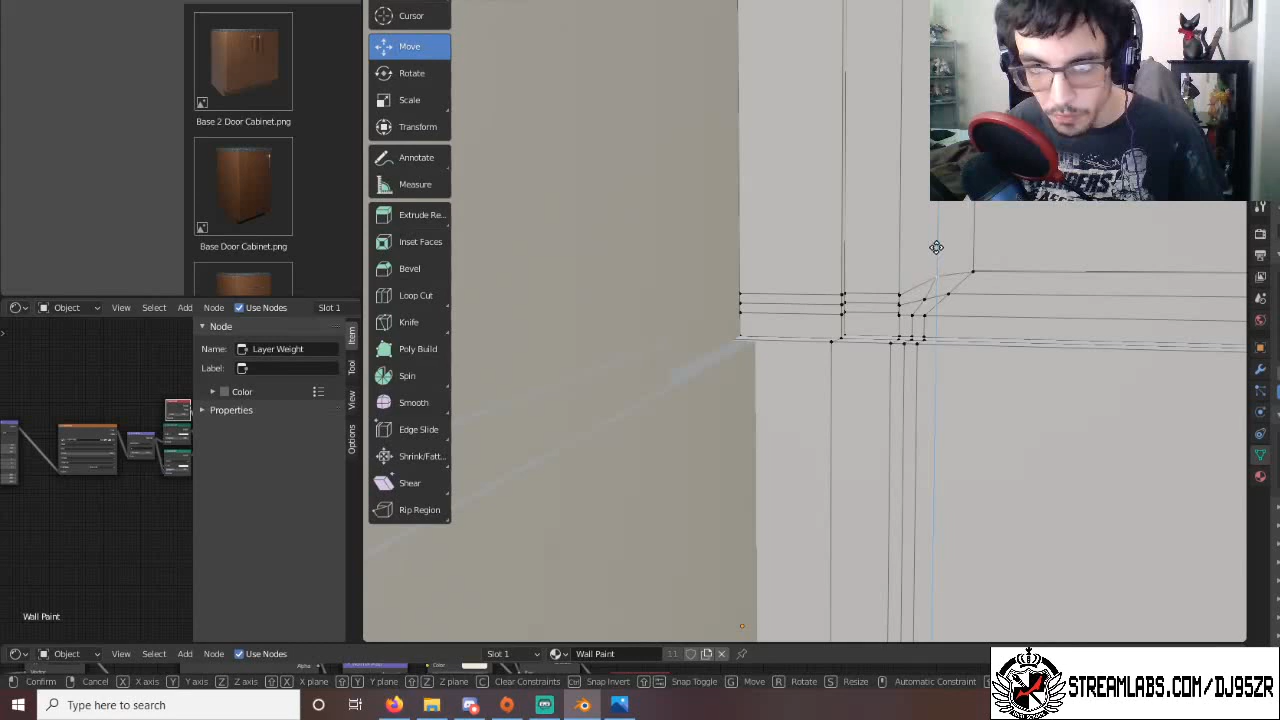 Cursor
Move
Rotate
Scale
Transform
Annotate
Measure
Extrude Re...
Inset Faces
Bevel
Loop Cut
Knife
Poly Build
Spin
Smooth
Edge Slide
Shrink/Fatt...
Shear
Rip Region
Base 2 Door Cabinet.png
Base Door Cabinet.png
Object View Select Add Node Use Nodes Slot 1
Node
Name: Layer Weight
Label:
Color
Properties
Item
Tool
View
Options
Wall Paint
Object View Select Add Node Use Nodes Slot 1 Wall Paint 11
Confirm Cancel X X axis Y Y axis Z Z axis X X plane Y Y plane Z Z plane C Clear Constraints Ctrl Snap Invert Snap Toggle G Move R Rotate S Resize Automatic Constraint
Type here to search
STREAMLABS.COM/DJ95ZR